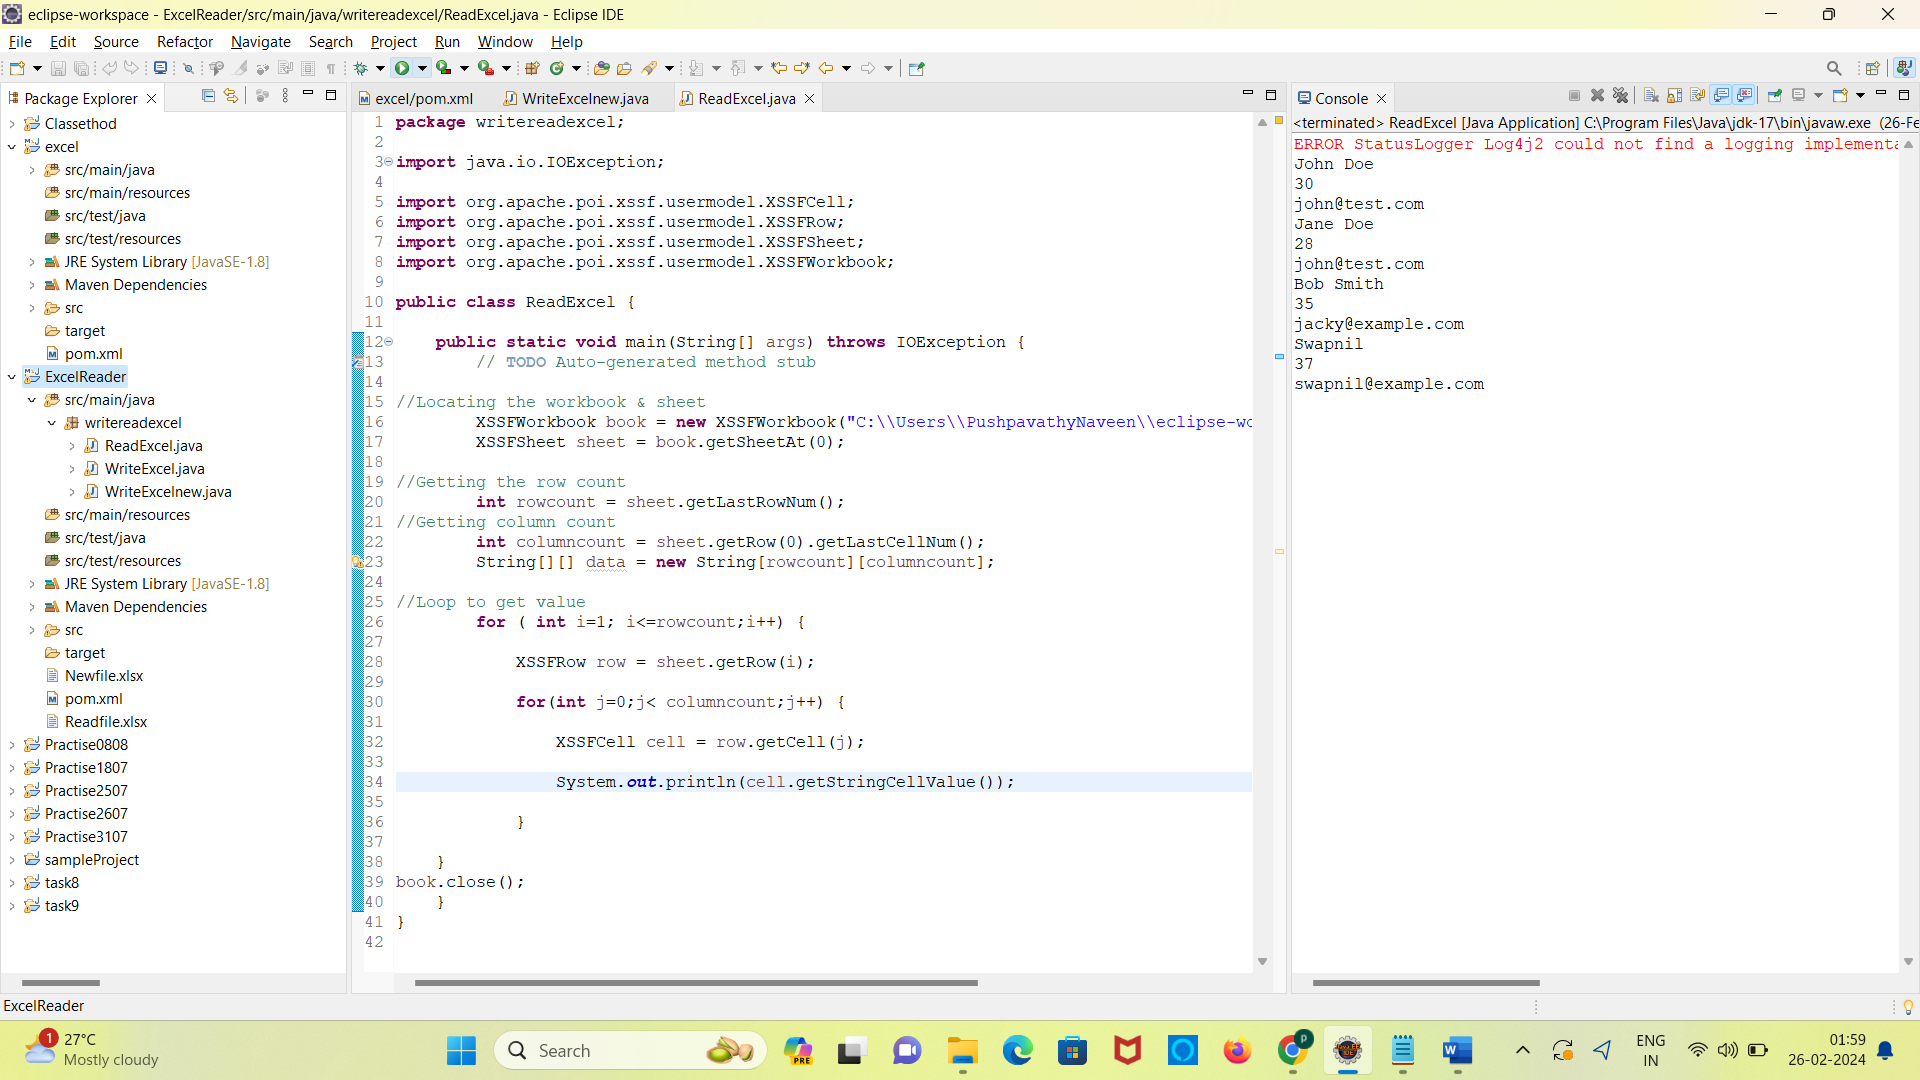 eclipse-workspace - ExcelReader/src/main/java/writereadexcel/ReadExcel.java - Eclipse IDE
File Edit Source Refactor Navigate Search Project Run Window Help
Package Explorer
Classethod
excel
src/main/java
src/main/resources
src/test/java
src/test/resources
JRE System Library [JavaSE-1.8]
Maven Dependencies
src
target
pom.xml
ExcelReader
src/main/java
writereadexcel
ReadExcel.java
WriteExcel.java
WriteExcelnew.java
src/main/resources
src/test/java
src/test/resources
JRE System Library [JavaSE-1.8]
Maven Dependencies
src
target
Newfile.xlsx
pom.xml
Readfile.xlsx
Practise0808
Practise1807
Practise2507
Practise2607
Practise3107
sampleProject
task8
task9
excel/pom.xml WriteExcelnew.java ReadExcel.java
1 package writereadexcel;
2
3 import java.io.IOException;
4
5 import org.apache.poi.xssf.usermodel.XSSFCell;
6 import org.apache.poi.xssf.usermodel.XSSFRow;
7 import org.apache.poi.xssf.usermodel.XSSFSheet;
8 import org.apache.poi.xssf.usermodel.XSSFWorkbook;
9
10 public class ReadExcel {
11
12 public static void main(String[] args) throws IOException {
13 // TODO Auto-generated method stub
14
15 //Locating the workbook & sheet
16 XSSFWorkbook book = new XSSFWorkbook("C:\\Users\\PushpavathyNaveen\\eclipse-wo
17 XSSFSheet sheet = book.getSheetAt(0);
18
19 //Getting the row count
20 int rowcount = sheet.getLastRowNum();
21 //Getting column count
22 int columncount = sheet.getRow(0).getLastCellNum();
23 String[][] data = new String[rowcount][columncount];
24
25 //Loop to get value
26 for ( int i=1; i<=rowcount;i++) {
27
28 XSSFRow row = sheet.getRow(i);
29
30 for(int j=0;j< columncount;j++) {
31
32 XSSFCell cell = row.getCell(j);
33
34 System.out.println(cell.getStringCellValue());
35
36 }
37
38 }
39 book.close();
40 }
41 }
42
Console
<terminated> ReadExcel [Java Application] C:\Program Files\Java\jdk-17\bin\javaw.exe (26-Fe
ERROR StatusLogger Log4j2 could not find a logging implementa
John Doe
30
john@test.com
Jane Doe
28
john@test.com
Bob Smith
35
jacky@example.com
Swapnil
37
swapnil@example.com
ExcelReader
1
27°C
Mostly cloudy
Search
PRE
P
ENG
IN
01:59
26-02-2024